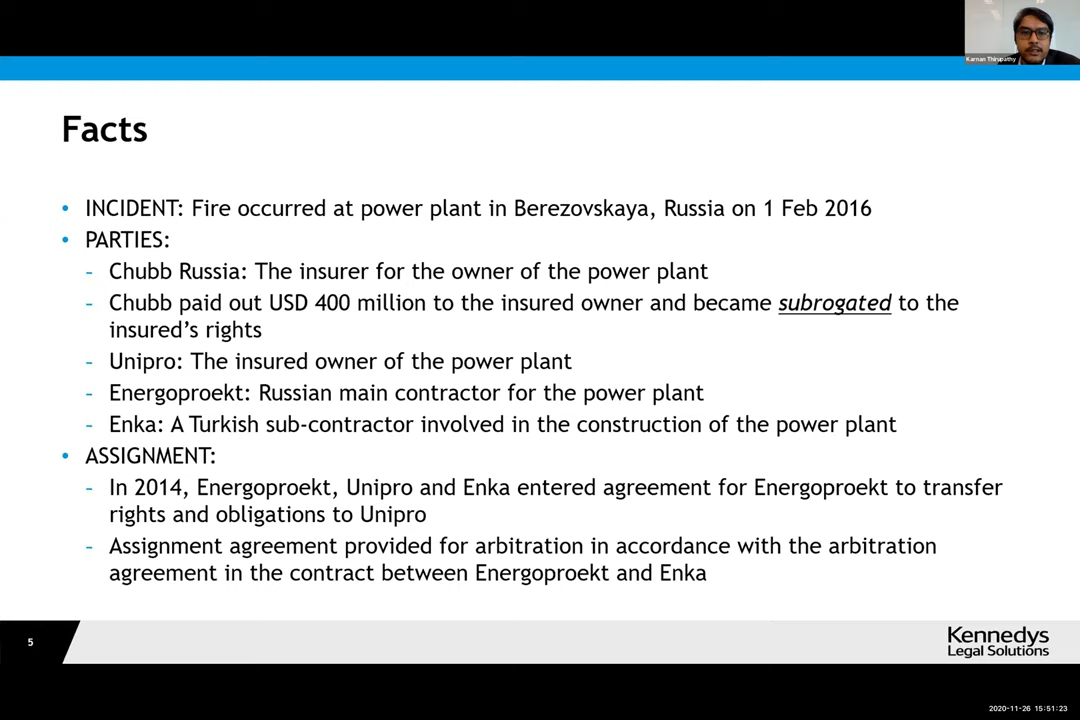 Karnan Thirupathy
Facts
• INCIDENT: Fire occurred at power plant in Berezovskaya, Russia on 1 Feb 2016
• PARTIES:
- Chubb Russia: The insurer for the owner of the power plant
- Chubb paid out USD 400 million to the insured owner and became subrogated to the
insured’s rights
- Unipro: The insured owner of the power plant
- Energoproekt: Russian main contractor for the power plant
- Enka: A Turkish sub-contractor involved in the construction of the power plant
• ASSIGNMENT:
- In 2014, Energoproekt, Unipro and Enka entered agreement for Energoproekt to transfer
rights and obligations to Unipro
- Assignment agreement provided for arbitration in accordance with the arbitration
agreement in the contract between Energoproekt and Enka
5
Kennedys
Legal Solutions
2020-11-26 15:51:23